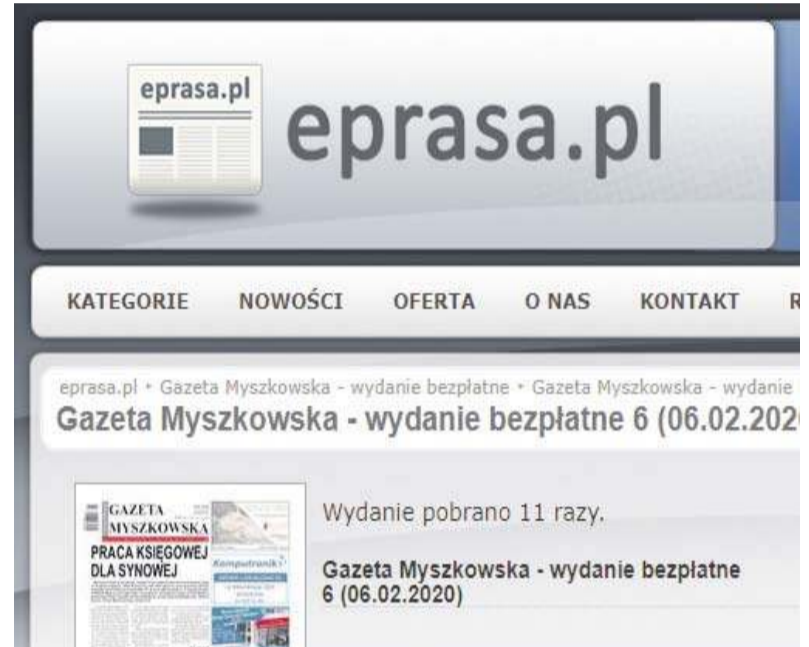 eprasa.pl
eprasa.pl
KATEGORIE NOWOŚCI OFERTA O NAS KONTAKT R
eprasa.pl • Gazeta Myszkowska - wydanie bezpłatne • Gazeta Myszkowska - wydanie
Gazeta Myszkowska - wydanie bezpłatne 6 (06.02.202
GAZETA
MYSZKOWSKA
PRACA KSIĘGOWEJ
DLA SYNOWEJ
Komputronik
Wydanie pobrano 11 razy.
Gazeta Myszkowska - wydanie bezpłatne
6 (06.02.2020)